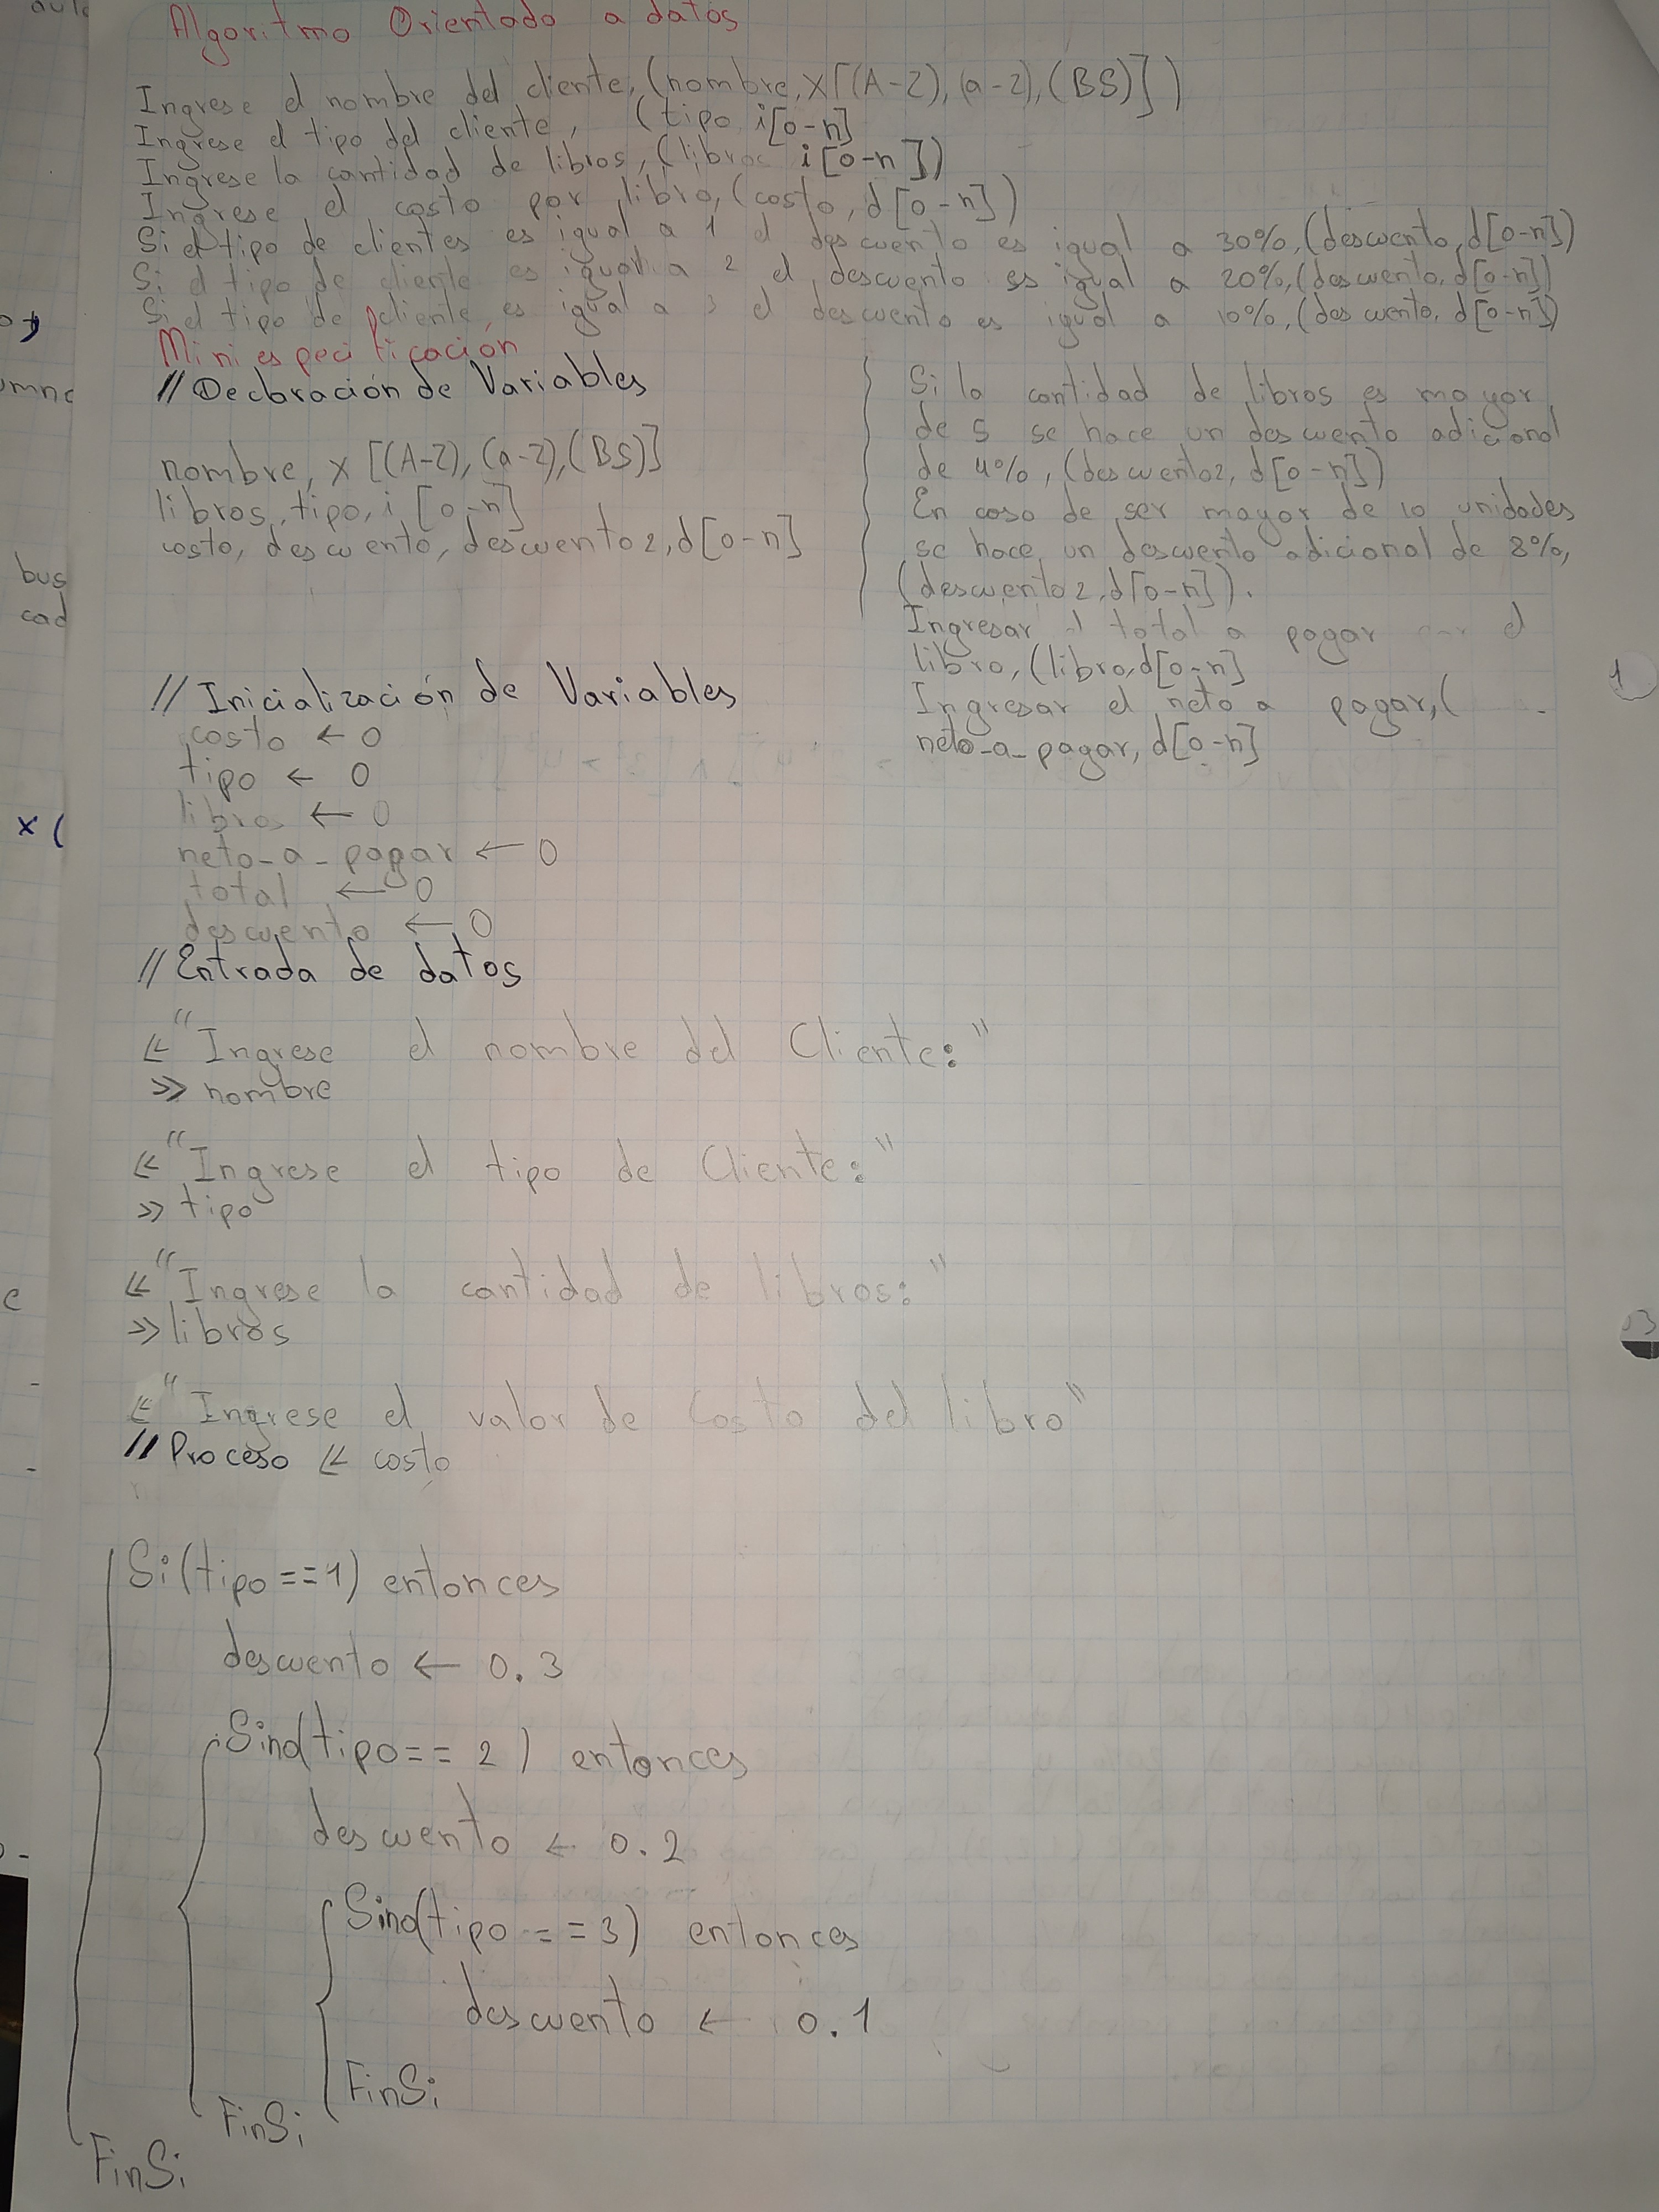 Algoritmo Orientado a datos
Ingrese el nombre del cliente, (nombre, x[(A-Z), (a-z), (BS)])
Ingrese el tipo del cliente, (tipo i[0-n]
Ingrese la cantidad de libros, (libros i[0-n])
Ingrese el costo por libro, (costo, d[0-n])
Si el tipo de clientes es igual a 1 el descuento es igual a 30%, (descuento, d[0-n])
Si el tipo de cliente es igual a 2 el descuento es igual a 20%, (descuento, d[0-n])
Si el tipo de cliente, es igual a 3 el descuento es igual a 10%, (descuento, d[0-n])
Miniespecificación
// Declaración de Variables
nombre, x [(A-Z), (a-z), (BS)]
libros, tipo, i [0-n]
costo, descuento, descuento2, d[0-n]
Si la cantidad de libros es mayor
de 5 se hace un descuento adicional
de 4%, (descuento2, d[0-n])
En caso de ser mayor de 10 unidades
se hace un descuento adicional de 8%,
(descuento2, d[0-n]).
Ingresar el total a pagar por el
libro, (libro, d[0-n]
Ingresar el neto a pagar, (
neto_a_pagar, d[0-n]
// Inicialización de Variables
costo ← 0
tipo ← 0
libros ← 0
neto_a_pagar ← 0
total ← 0
descuento ← 0
// Entrada de datos
≪ "Ingrese el nombre del Cliente:"
≫ nombre
≪ "Ingrese el tipo de Cliente:"
≫ tipo
≪ "Ingrese la cantidad de libros:"
≫ libros
≪ "Ingrese el valor de Costo del libro"
// Proceso ≪ costo
Si (tipo == 1) entonces
descuento ← 0.3
Sino(tipo == 2) entonces
descuento ← 0.2
Sino(tipo == 3) entonces
descuento ← 0.1
FinSi
FinSi
FinSi
bus
cad
x (
e
1